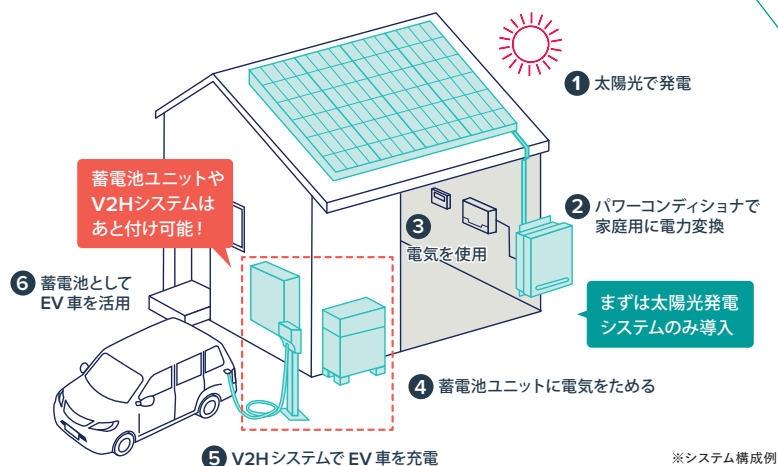 ❶ 太陽光で発電
蓄電池ユニットや
V2Hシステムは
あと付け可能！
❷ パワーコンディショナで
家庭用に電力変換
❸
電気を使用
❻ 蓄電池として
EV車を活用
まずは太陽光発電
システムのみ導入
❹ 蓄電池ユニットに電気をためる
❺ V2HシステムでEV車を充電
※システム構成例